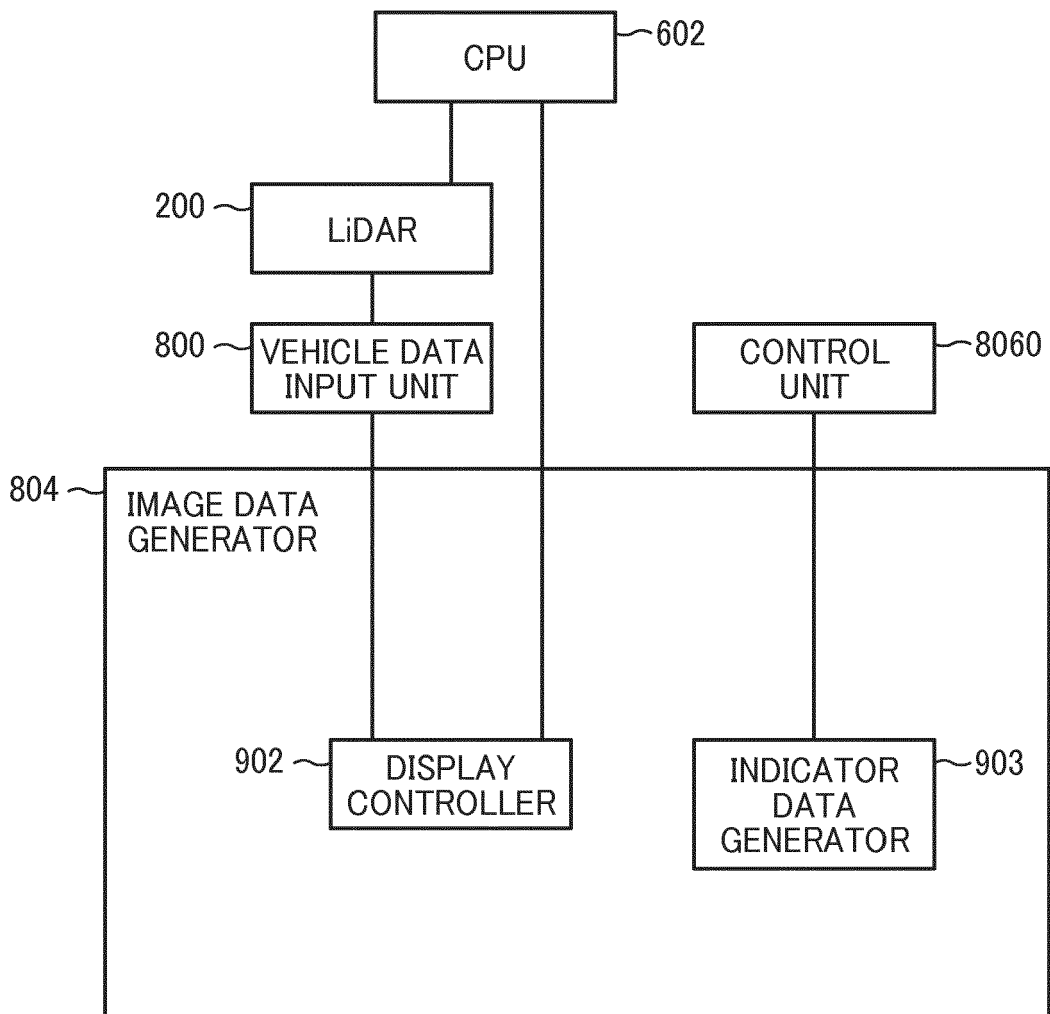 CPU
602
200
LiDAR
800
VEHICLE DATA
INPUT UNIT
CONTROL
UNIT
8060
804
IMAGE DATA
GENERATOR
902
DISPLAY
CONTROLLER
INDICATOR
DATA
GENERATOR
903